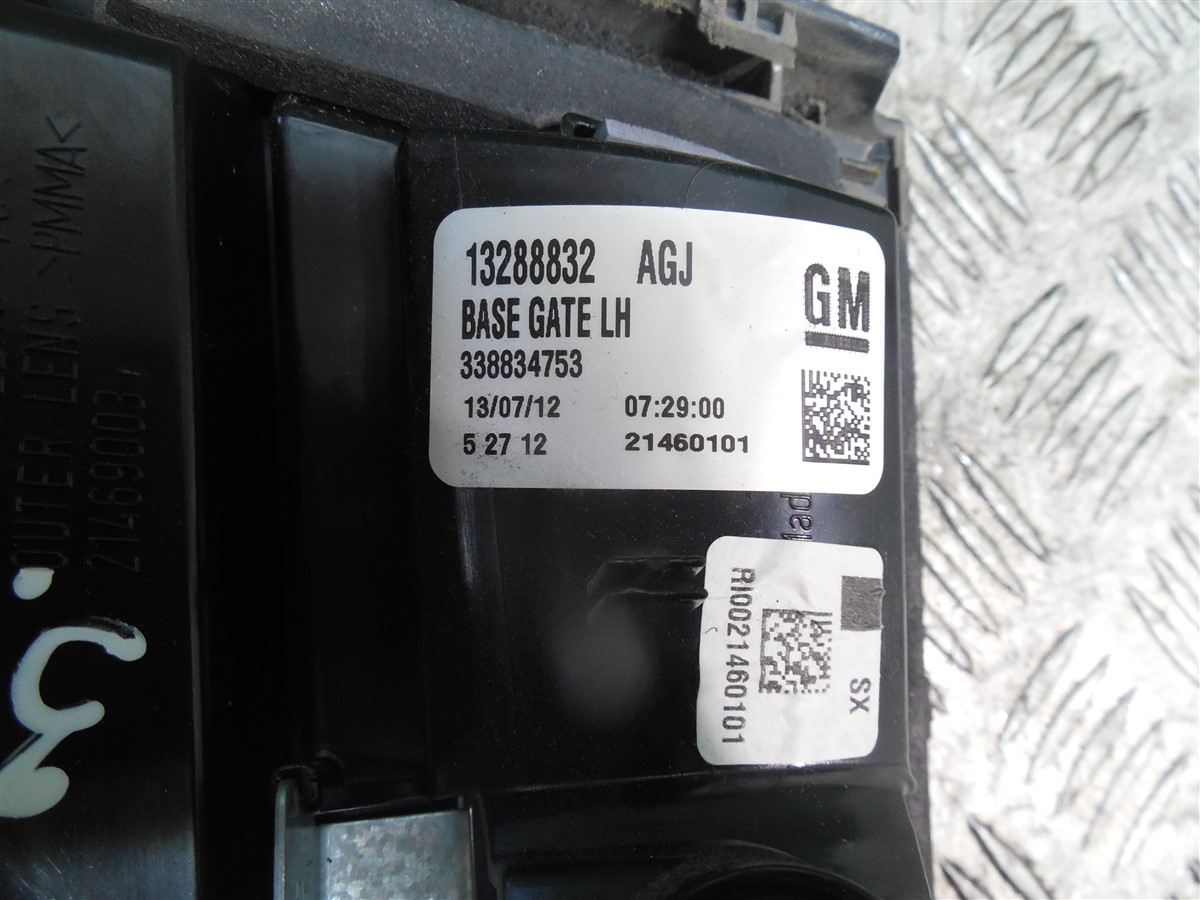 13288832 AGJ
GM
BASE GATE LH
338834753
13/07/12 07:29:00
5 27 12 21460101
RI0021460101
SX
OUTER LENS >PMMA<
21469003